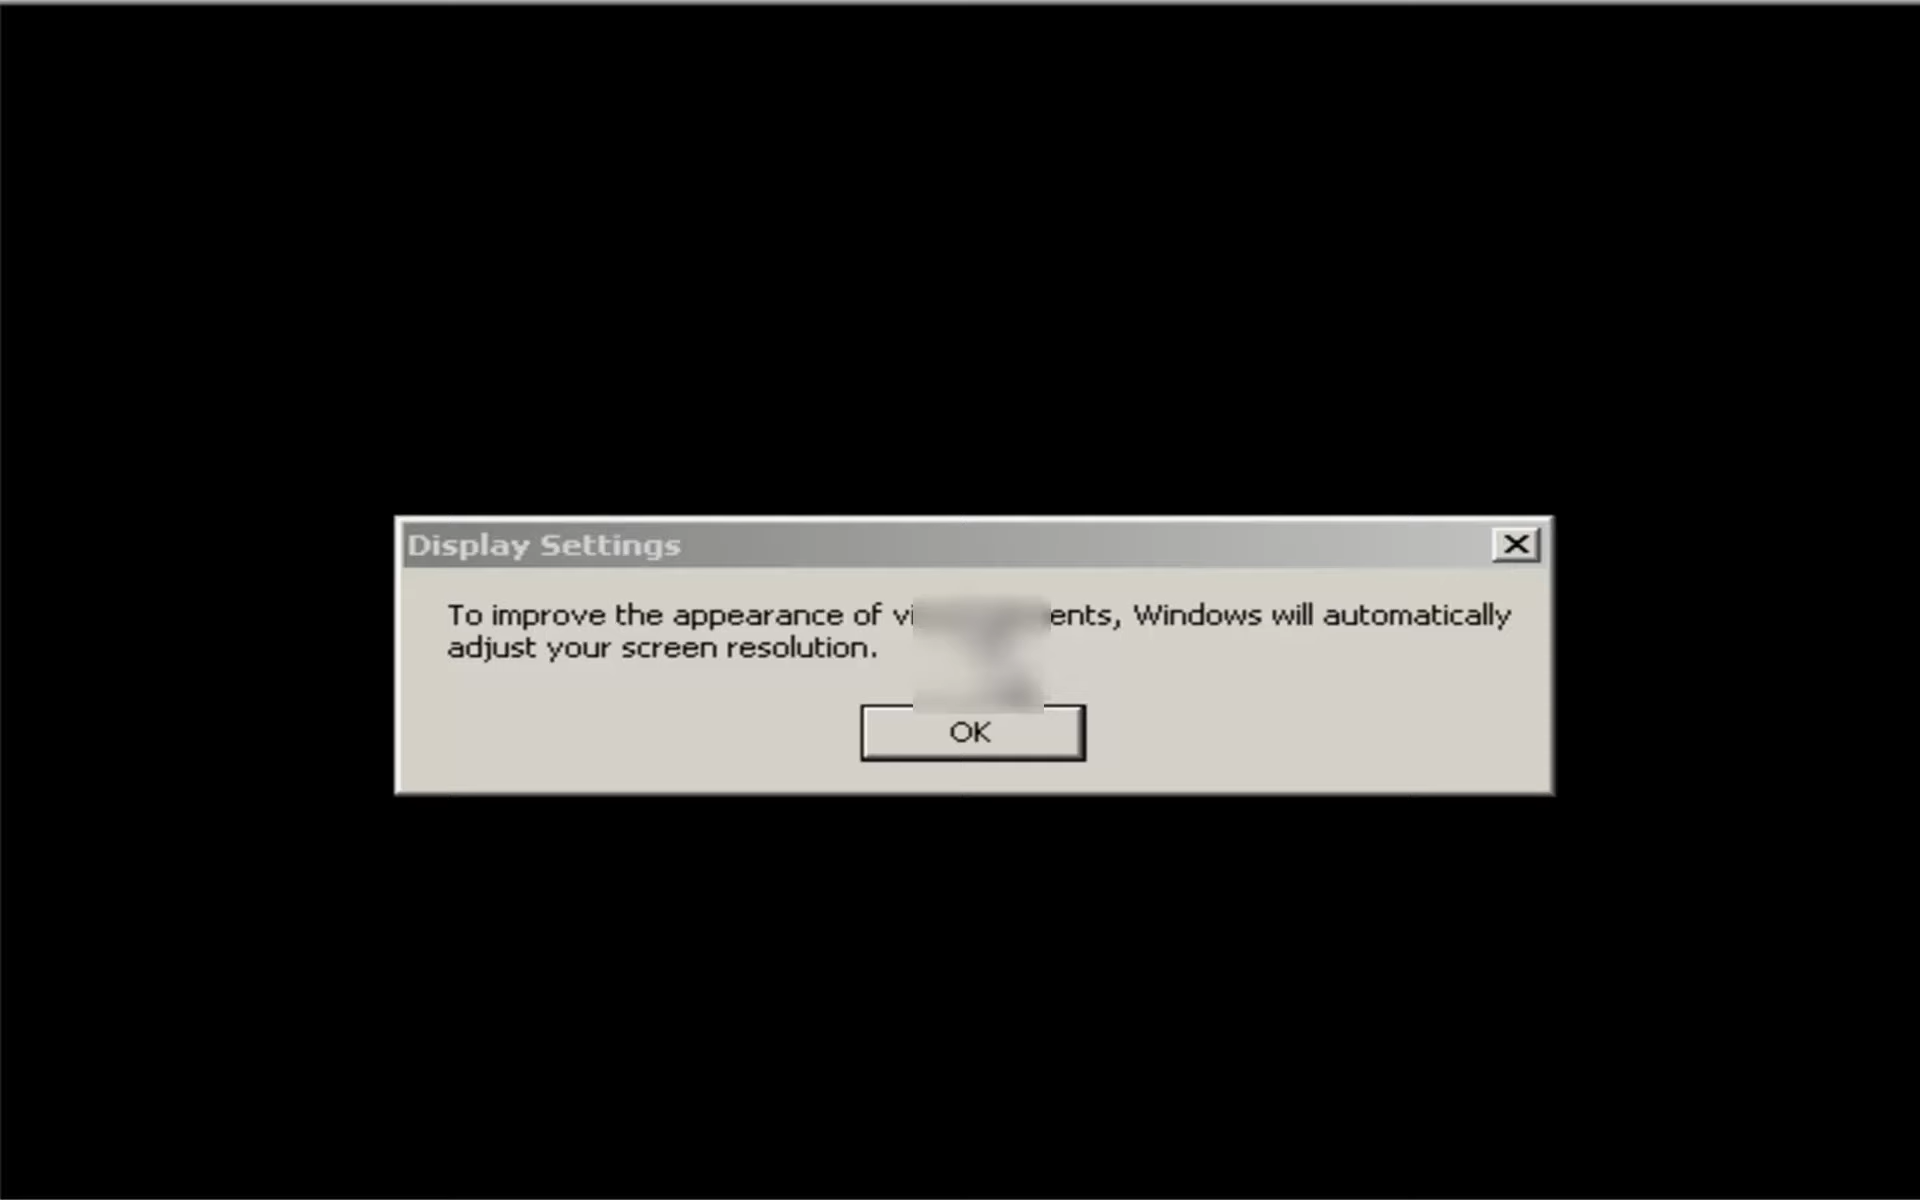 Display Settings
To improve the appearance of ents, Windows will automatically
adjust your screen resolution.
OK